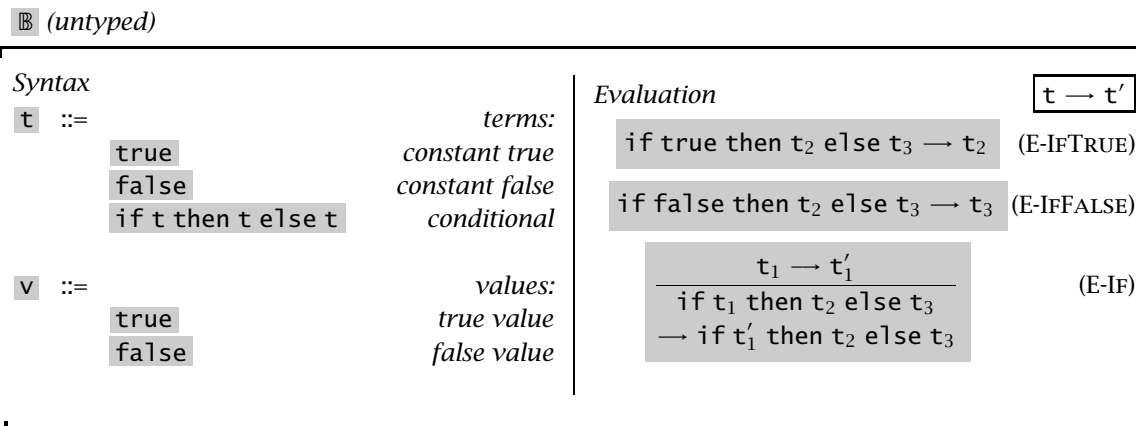 𝔹 (untyped)
Syntax
t ::= terms:
true constant true
false constant false
if t then t else t conditional
v ::= values:
true true value
false false value
Evaluation t ⟶ t′
if true then t₂ else t₃ ⟶ t₂ (E-IfTrue)
if false then t₂ else t₃ ⟶ t₃ (E-IfFalse)
t₁ ⟶ t₁′
if t₁ then t₂ else t₃ (E-If)
⟶ if t₁′ then t₂ else t₃